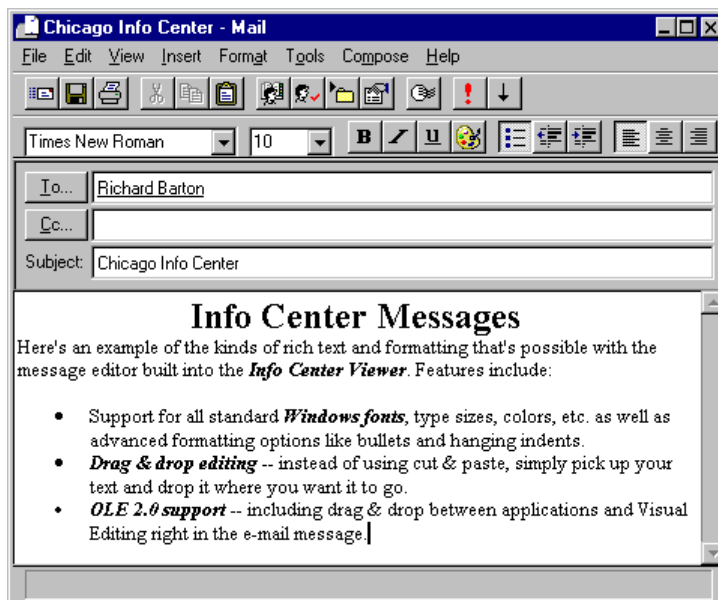 Chicago Info Center - Mail
File Edit View Insert Format Tools Compose Help
Times New Roman 10 B I U
To... Richard Barton
Cc...
Subject: Chicago Info Center
Info Center Messages
Here's an example of the kinds of rich text and formatting that's possible with the
message editor built into the Info Center Viewer. Features include:
• Support for all standard Windows fonts, type sizes, colors, etc. as well as
advanced formatting options like bullets and hanging indents.
• Drag & drop editing -- instead of using cut & paste, simply pick up your
text and drop it where you want it to go.
• OLE 2.0 support -- including drag & drop between applications and Visual
Editing right in the e-mail message.